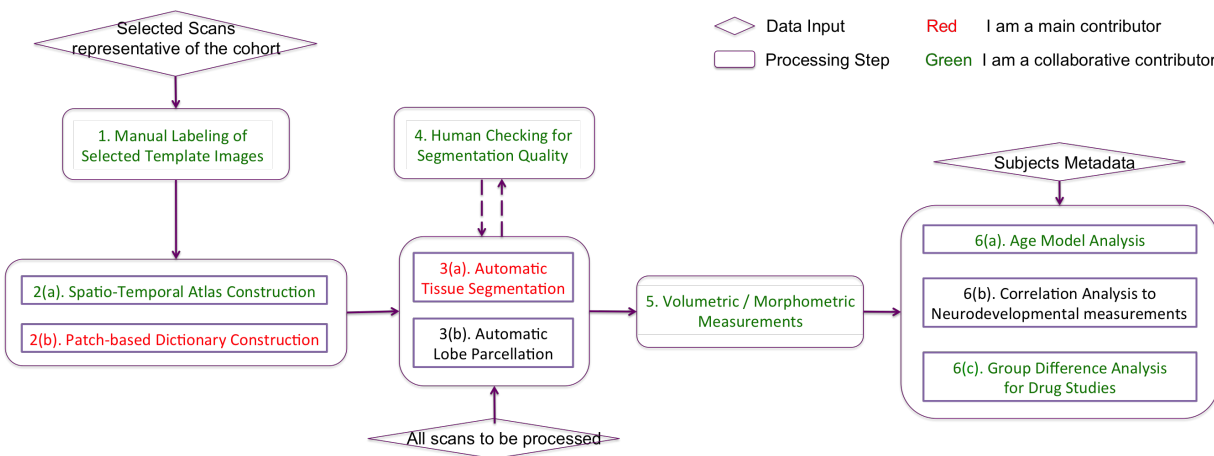 Selected Scans
representative of the cohort
Data Input
Red I am a main contributor
Processing Step
Green I am a collaborative contributor
1. Manual Labeling of
Selected Template Images
4. Human Checking for
Segmentation Quality
Subjects Metadata
2(a). Spatio-Temporal Atlas Construction
2(b). Patch-based Dictionary Construction
3(a). Automatic
Tissue Segmentation
3(b). Automatic
Lobe Parcellation
5. Volumetric / Morphometric
Measurements
6(a). Age Model Analysis
6(b). Correlation Analysis to
Neurodevelopmental measurements
6(c). Group Difference Analysis
for Drug Studies
All scans to be processed